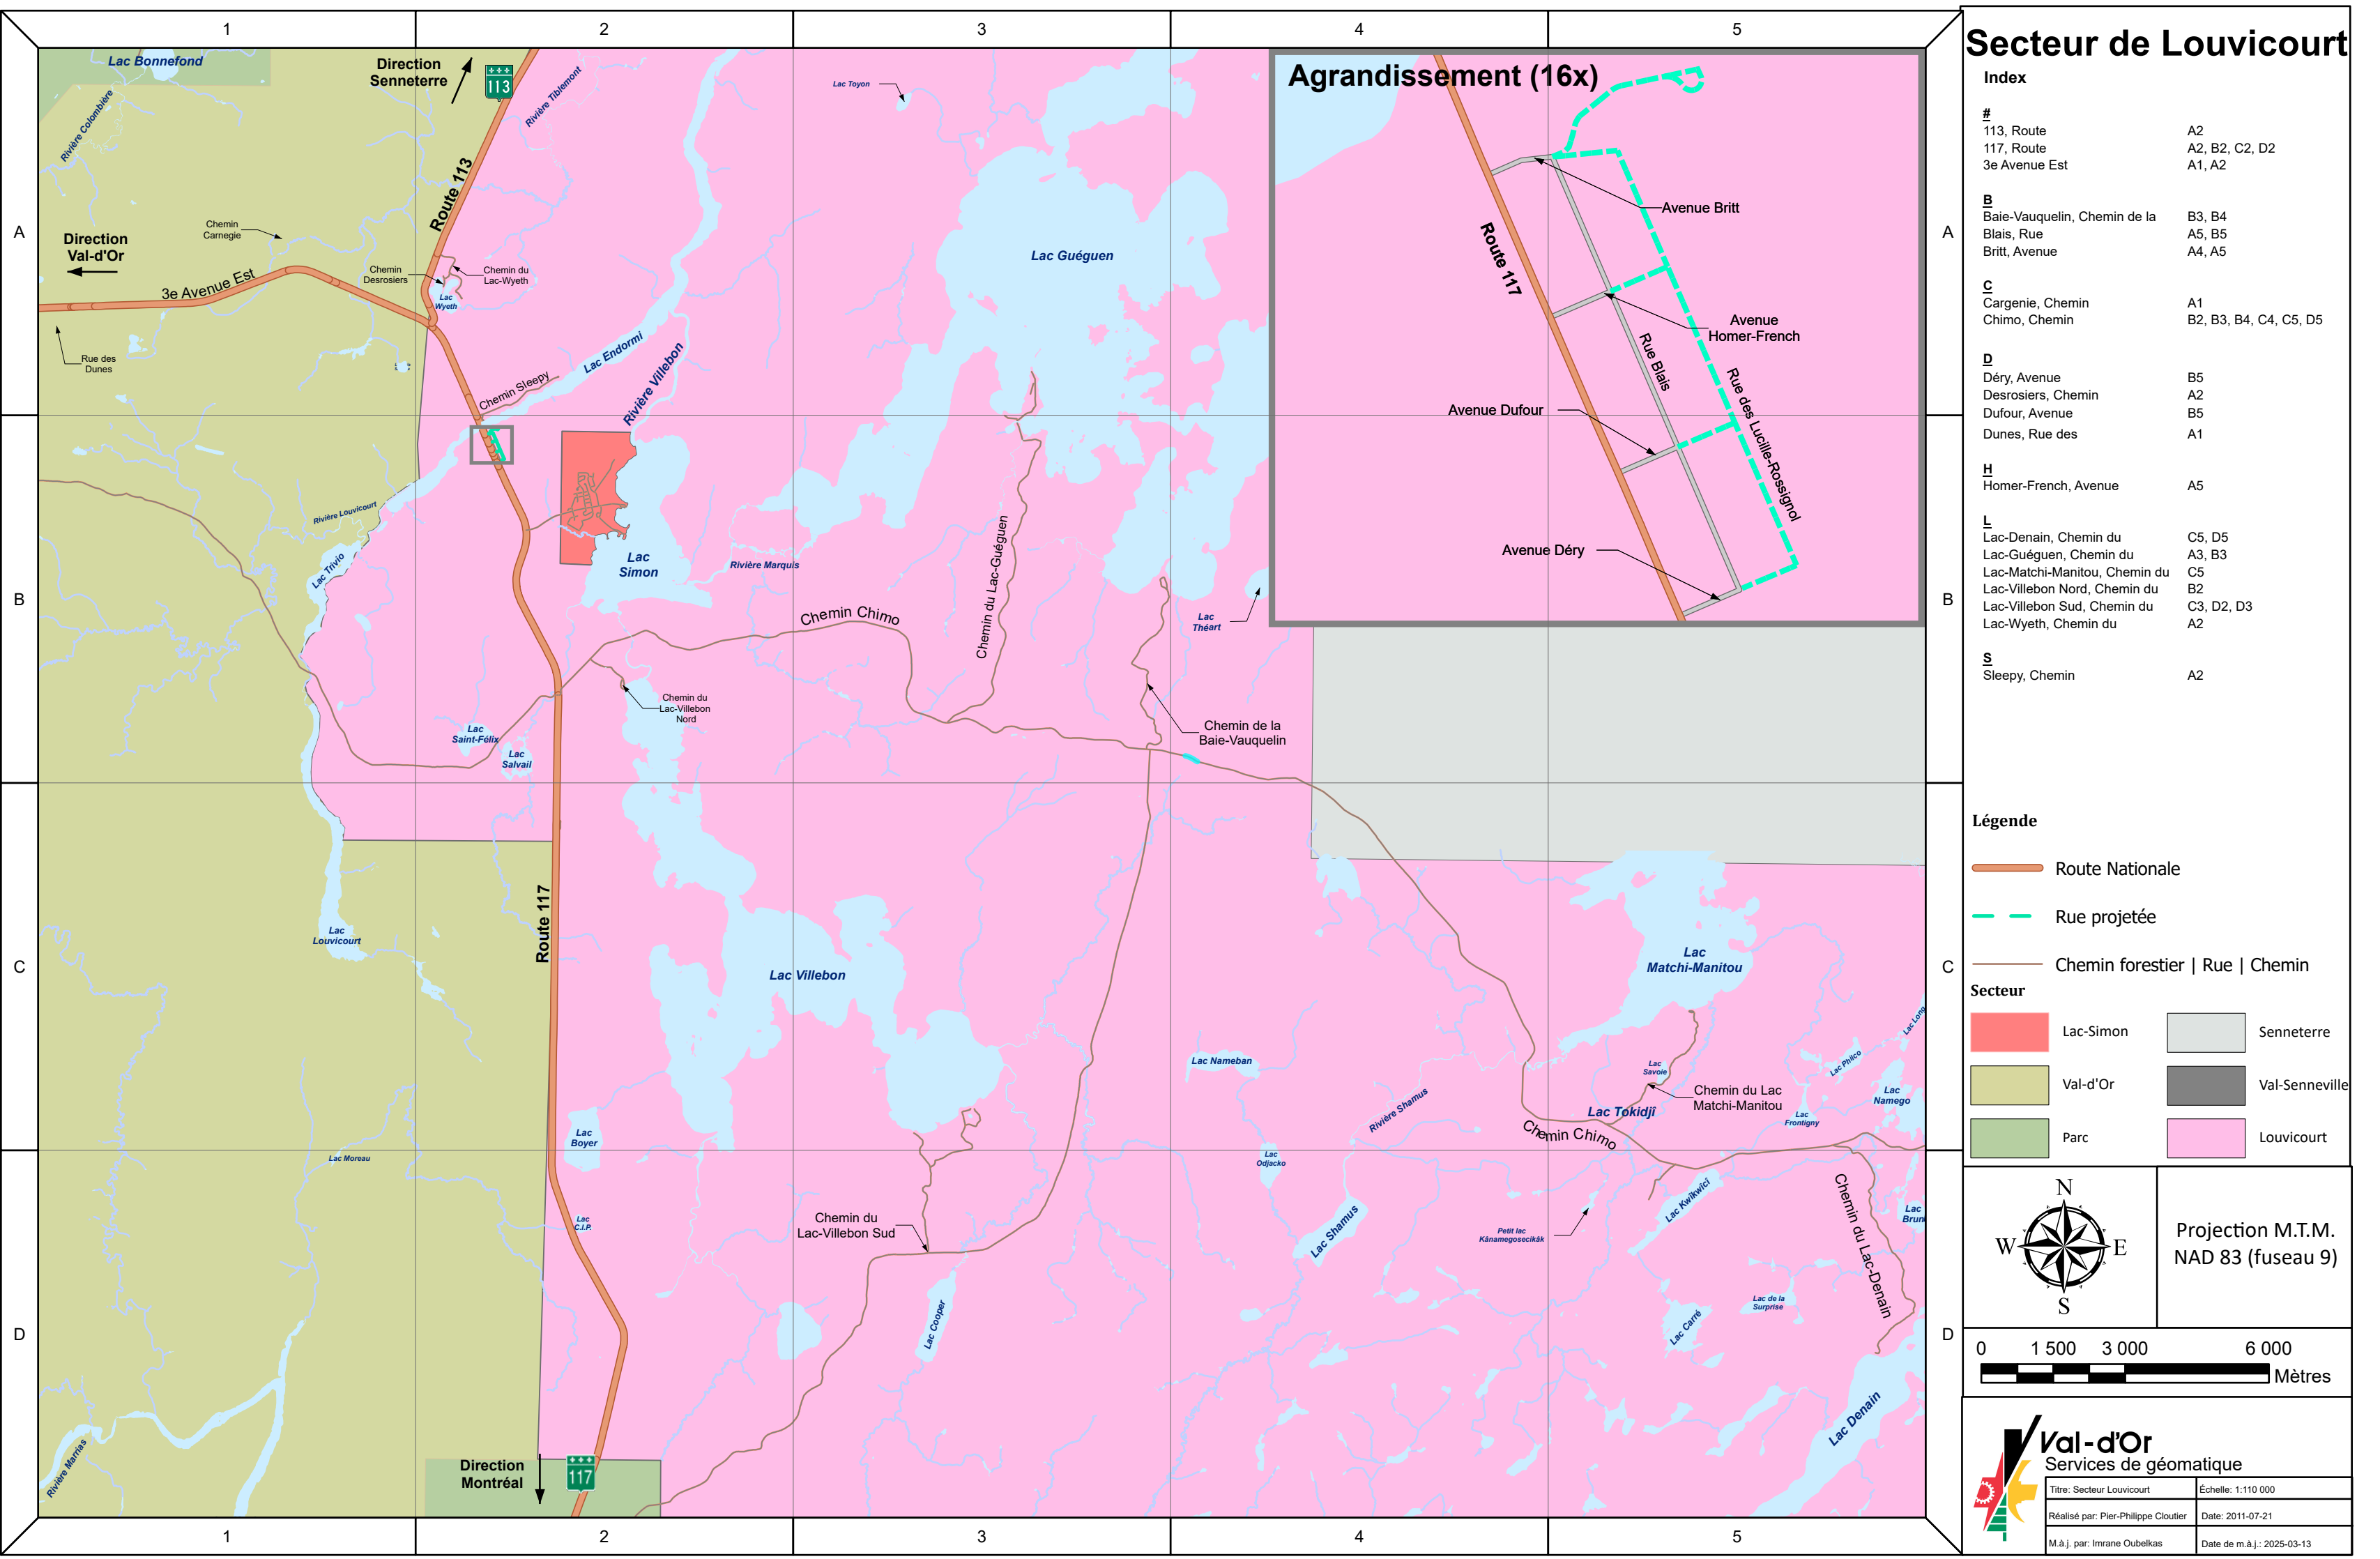 1
2
3
4
5
Secteur de Louvicourt
Index
#
113, Route A2
117, Route A2, B2, C2, D2
3e Avenue Est A1, A2
B
Baie-Vauquelin, Chemin de la B3, B4
Blais, Rue A5, B5
Britt, Avenue A4, A5
C
Cargenie, Chemin A1
Chimo, Chemin B2, B3, B4, C4, C5, D5
D
Déry, Avenue B5
Desrosiers, Chemin A2
Dufour, Avenue B5
Dunes, Rue des A1
H
Homer-French, Avenue A5
L
Lac-Denain, Chemin du C5, D5
Lac-Guéguen, Chemin du A3, B3
Lac-Matchi-Manitou, Chemin du C5
Lac-Villebon Nord, Chemin du B2
Lac-Villebon Sud, Chemin du C3, D2, D3
Lac-Wyeth, Chemin du A2
S
Sleepy, Chemin A2
Légende
Route Nationale
Rue projetée
Chemin forestier | Rue | Chemin
Secteur
Lac-Simon
Senneterre
Val-d'Or
Val-Senneville
Parc
Louvicourt
N
W
E
S
Projection M.T.M.
NAD 83 (fuseau 9)
0 1 500 3 000 6 000
Mètres
Val-d'Or
Services de géomatique
Titre: Secteur Louvicourt
Échelle: 1:110 000
Réalisé par: Pier-Philippe Cloutier
Date: 2011-07-21
M.à.j. par: Imrane Oubelkas
Date de m.à.j.: 2025-03-13
Agrandissement (16x)
Avenue Britt
Route 117
Avenue
Homer-French
Rue Blais
Rue des Lucille-Rossignol
Avenue Dufour
Avenue Déry
A
A
B
B
C
C
D
D
Lac Bonnefond
Rivière Colombière
Direction
Senneterre
113
Rivière Tiblemont
Lac Toyon
Route 113
Chemin
Carnegie
Direction
Val-d'Or
3e Avenue Est
Chemin
Desrosiers
Chemin du
Lac-Wyeth
Lac
Wyeth
Rue des
Dunes
Lac Guéguen
Lac Endormi
Chemin Sleepy
Rivière Villebon
Rivière Louvicourt
Lac Trivio
Lac
Simon
Rivière Marquis
Chemin du Lac-Guéguen
Chemin Chimo
Lac
Théart
Chemin du
Lac-Villebon
Nord
Lac
Saint-Félix
Lac
Salvail
Chemin de la
Baie-Vauquelin
Route 117
Lac
Louvicourt
Lac Villebon
Lac
Matchi-Manitou
Lac Nameban
Lac
Savoie
Chemin du Lac
Matchi-Manitou
Lac Long
Lac Philco
Lac
Namego
Lac
Frontigny
Lac Tokidjî
Rivière Shamus
Chemin Chimo
Lac
Boyer
Lac Moreau
Lac
Odjacko
Lac
C.I.P.
Chemin du
Lac-Villebon Sud
Lac Shamus
Petit lac
Kânamegosecikâk
Lac Kwîkwîcî
Chemin du Lac-Denain
Lac
Brun
Lac Cooper
Lac Carré
Lac de la
Surprise
Lac Denain
Rivière Marrias
Direction
Montréal
117
1
2
3
4
5